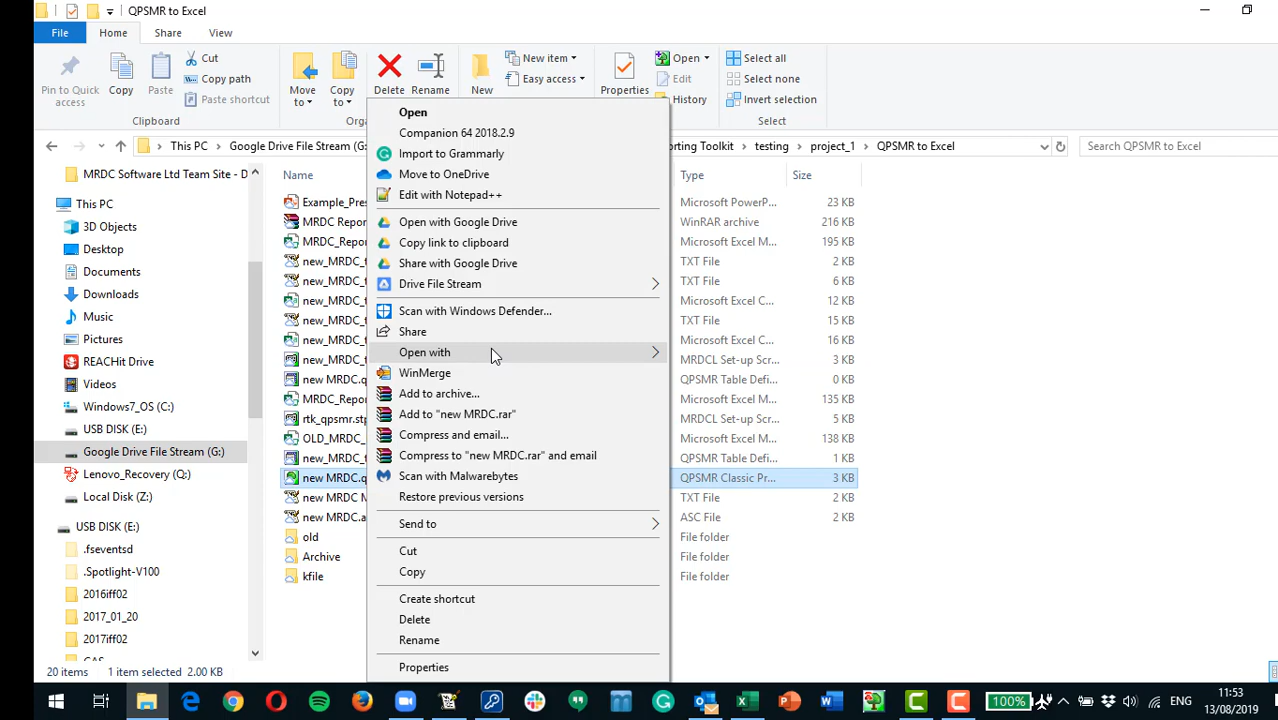 QPSMR to Excel
File
Home
Share
View
Pin to Quick access
Copy
Paste
Cut
Copy path
Paste shortcut
Clipboard
Move to
Copy to
Delete
Rename
New
New item
Easy access
Properties
Open
Edit
History
Select all
Select none
Invert selection
Select
This PC
Google Drive File Stream (G:
orting Toolkit
testing
project_1
QPSMR to Excel
Search QPSMR to Excel
MRDC Software Ltd Team Site - D
This PC
3D Objects
Desktop
Documents
Downloads
Music
Pictures
REACHit Drive
Videos
Windows7_OS (C:)
USB DISK (E:)
Google Drive File Stream (G:)
Lenovo_Recovery (Q:)
Local Disk (Z:)
USB DISK (E:)
.fseventsd
.Spotlight-V100
2016iff02
2017_01_20
2017iff02
Name
Type
Size
Example_Pres
Microsoft PowerP...
23 KB
MRDC Repor
WinRAR archive
216 KB
MRDC_Repor
Microsoft Excel M...
195 KB
new_MRDC_t
TXT File
2 KB
new_MRDC_t
TXT File
6 KB
new_MRDC_t
Microsoft Excel C...
12 KB
new_MRDC_t
TXT File
15 KB
new_MRDC_t
Microsoft Excel C...
2 KB
new_MRDC_t
MRDCL Set-up Scr...
2 KB
new MRDC.q
QPSMR Table Defi...
0 KB
MRDC_Repor
Microsoft Excel M...
135 KB
rtk_qpsmr.stp
MRDCL Set-up Scr...
5 KB
OLD_MRDC_
Microsoft Excel M...
138 KB
new_MRDC_t
QPSMR Table Defi...
1 KB
new MRDC.q
QPSMR Classic Pr...
3 KB
new MRDC M
TXT File
2 KB
new MRDC.a
ASC File
2 KB
old
File folder
Archive
File folder
kfile
File folder
Open
Companion 64 2018.2.9
Import to Grammarly
Move to OneDrive
Edit with Notepad++
Open with Google Drive
Copy link to clipboard
Share with Google Drive
Drive File Stream
Scan with Windows Defender...
Share
Open with
WinMerge
Add to archive...
Add to "new MRDC.rar"
Compress and email...
Compress to "new MRDC.rar" and email
Scan with Malwarebytes
Restore previous versions
Send to
Cut
Copy
Create shortcut
Delete
Rename
Properties
20 items
1 item selected 2.00 KB
100%
ENG
11:53
13/08/2019